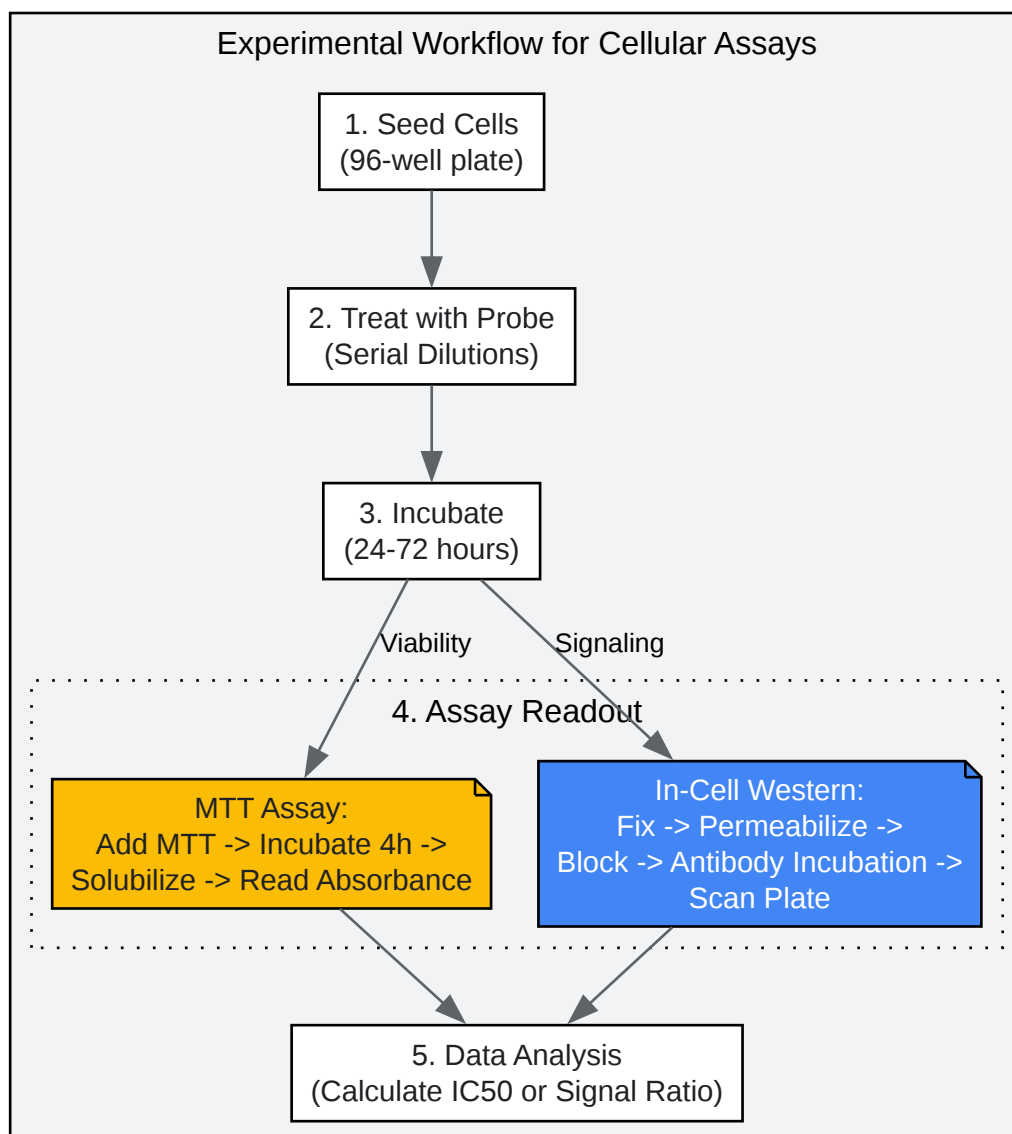 Experimental Workflow for Cellular Assays
1. Seed Cells
(96-well plate)
2. Treat with Probe
(Serial Dilutions)
3. Incubate
(24-72 hours)
Viability
Signaling
4. Assay Readout
MTT Assay:
Add MTT -> Incubate 4h ->
Solubilize -> Read Absorbance
In-Cell Western:
Fix -> Permeabilize ->
Block -> Antibody Incubation ->
Scan Plate
5. Data Analysis
(Calculate IC50 or Signal Ratio)